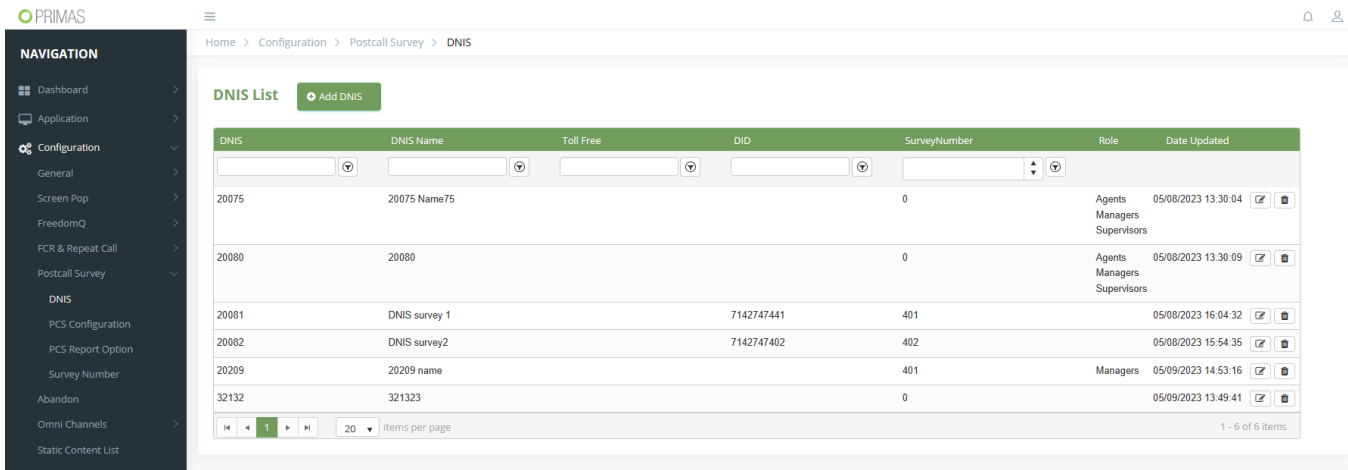 PRIMAS
Home > Configuration > Postcall Survey > DNIS
NAVIGATION
Dashboard
Application
Configuration
General
Screen Pop
FreedomQ
FCR & Repeat Call
Postcall Survey
DNIS
PCS Configuration
PCS Report Option
Survey Number
Abandon
Omni Channels
Static Content List
DNIS List
Add DNIS
DNIS DNIS Name Toll Free DID SurveyNumber Role Date Updated
20075 20075 Name75 0 Agents 05/08/2023 13:30:04
Managers
Supervisors
20080 20080 0 Agents 05/08/2023 13:30:09
Managers
Supervisors
20081 DNIS survey 1 7142747441 401 05/08/2023 16:04:32
20082 DNIS survey2 7142747402 402 05/08/2023 15:54:35
20209 20209 name 401 Managers 05/09/2023 14:53:16
32132 321323 0 05/09/2023 13:49:41
1 20 items per page 1 - 6 of 6 items